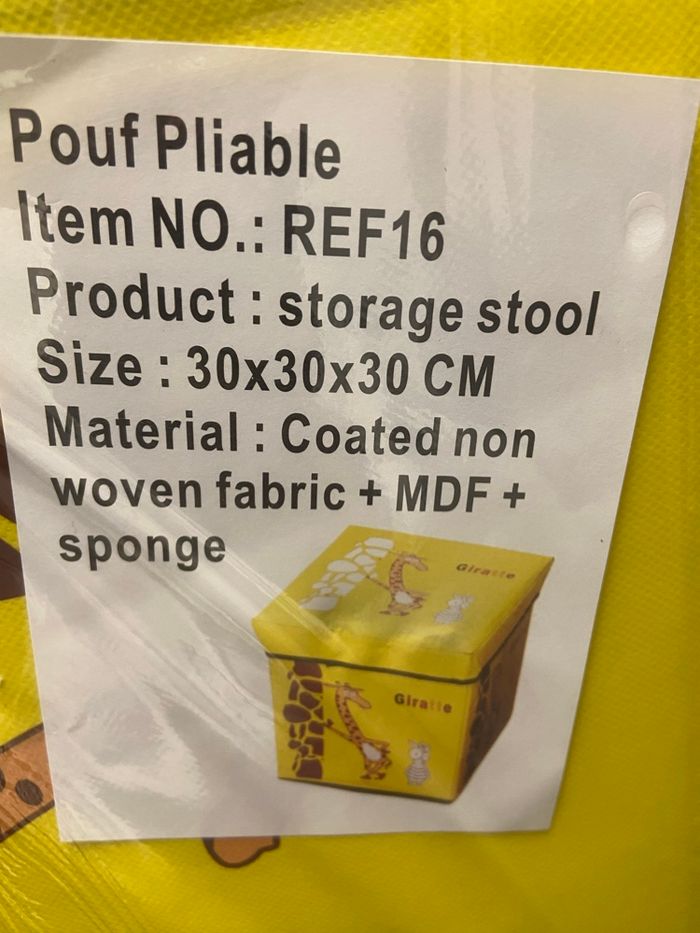 Pouf Pliable
Item NO.: REF16
Product : storage stool
Size : 30x30x30 CM
Material : Coated non
woven fabric + MDF +
sponge
Giraffe
Giraffe